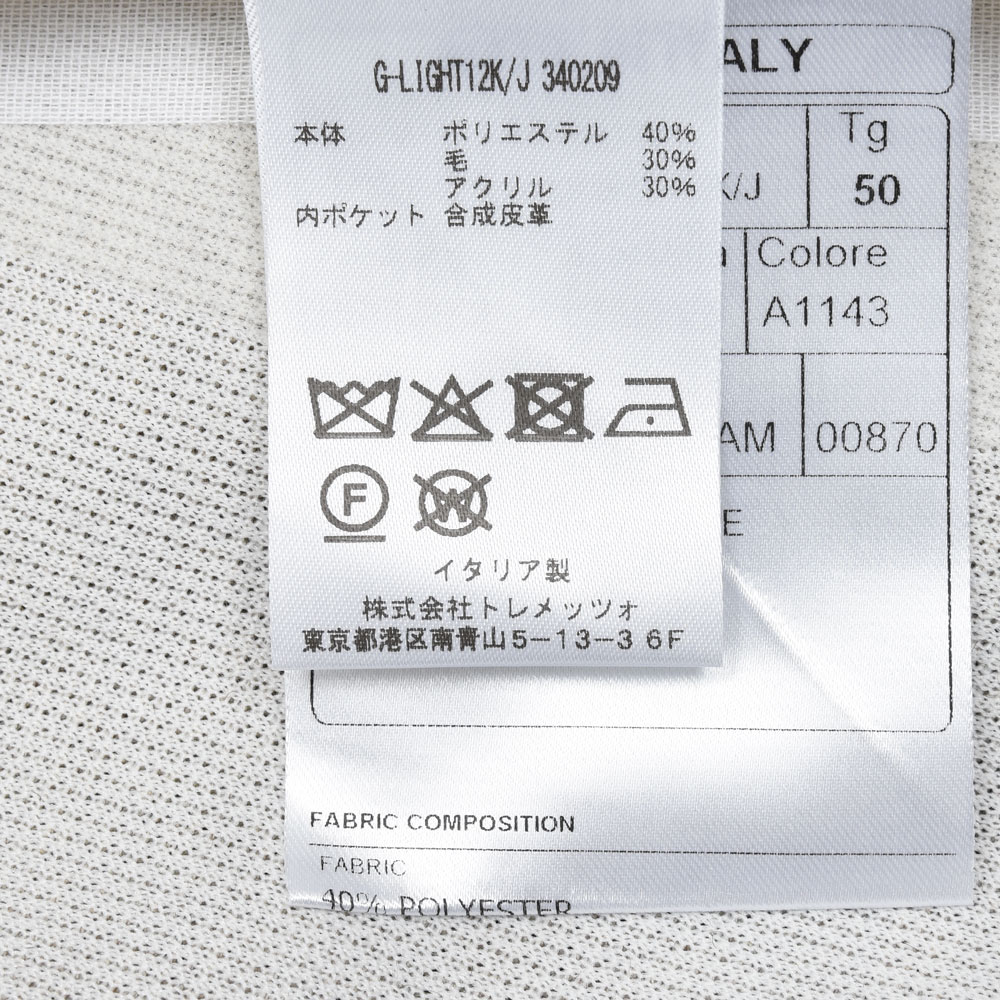 G-LIGHT12K/J 340209
本体 ポリエステル 40%
毛 30%
アクリル 30%
内ポケット 合成皮革
F
W
イタリア製
株式会社トレメッツォ
東京都港区南青山5-13-3 6F
ALY
Tg
K/J 50
Colore
A1143
AM 00870
E
FABRIC COMPOSITION
FABRIC
40% POLYESTER